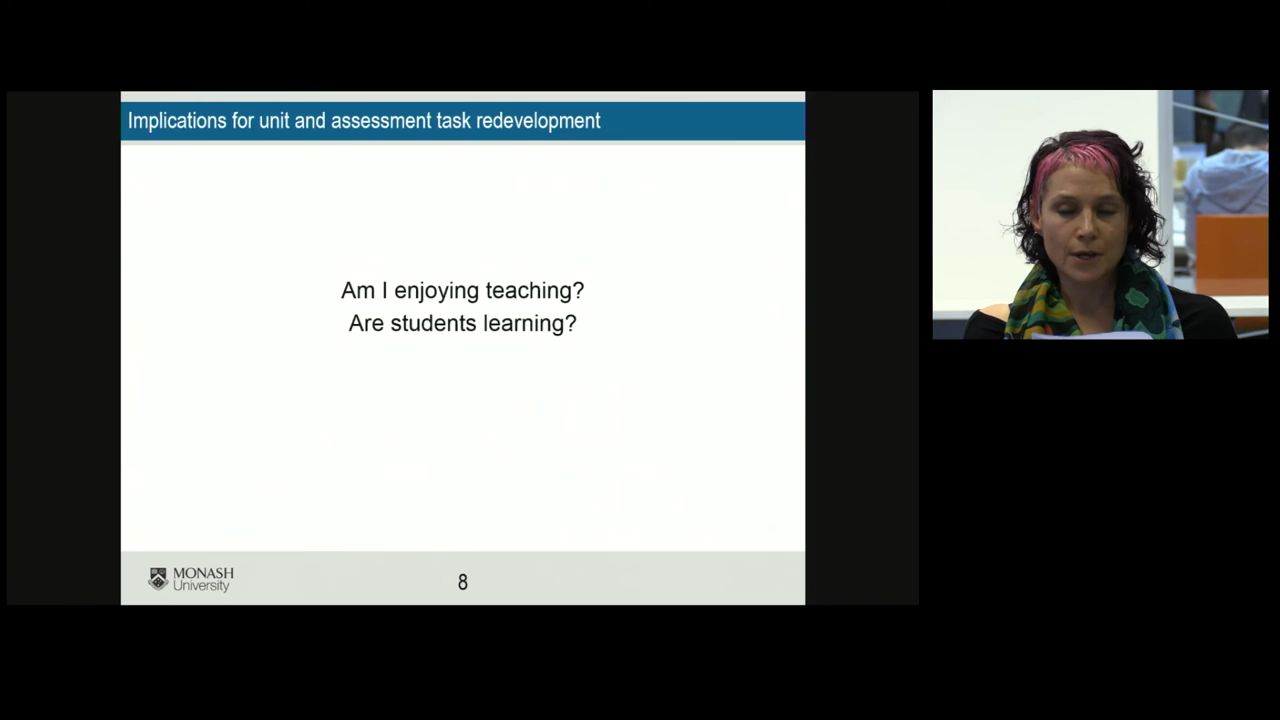 Implications for unit and assessment task redevelopment
Am I enjoying teaching?
Are students learning?
MONASH
University
8